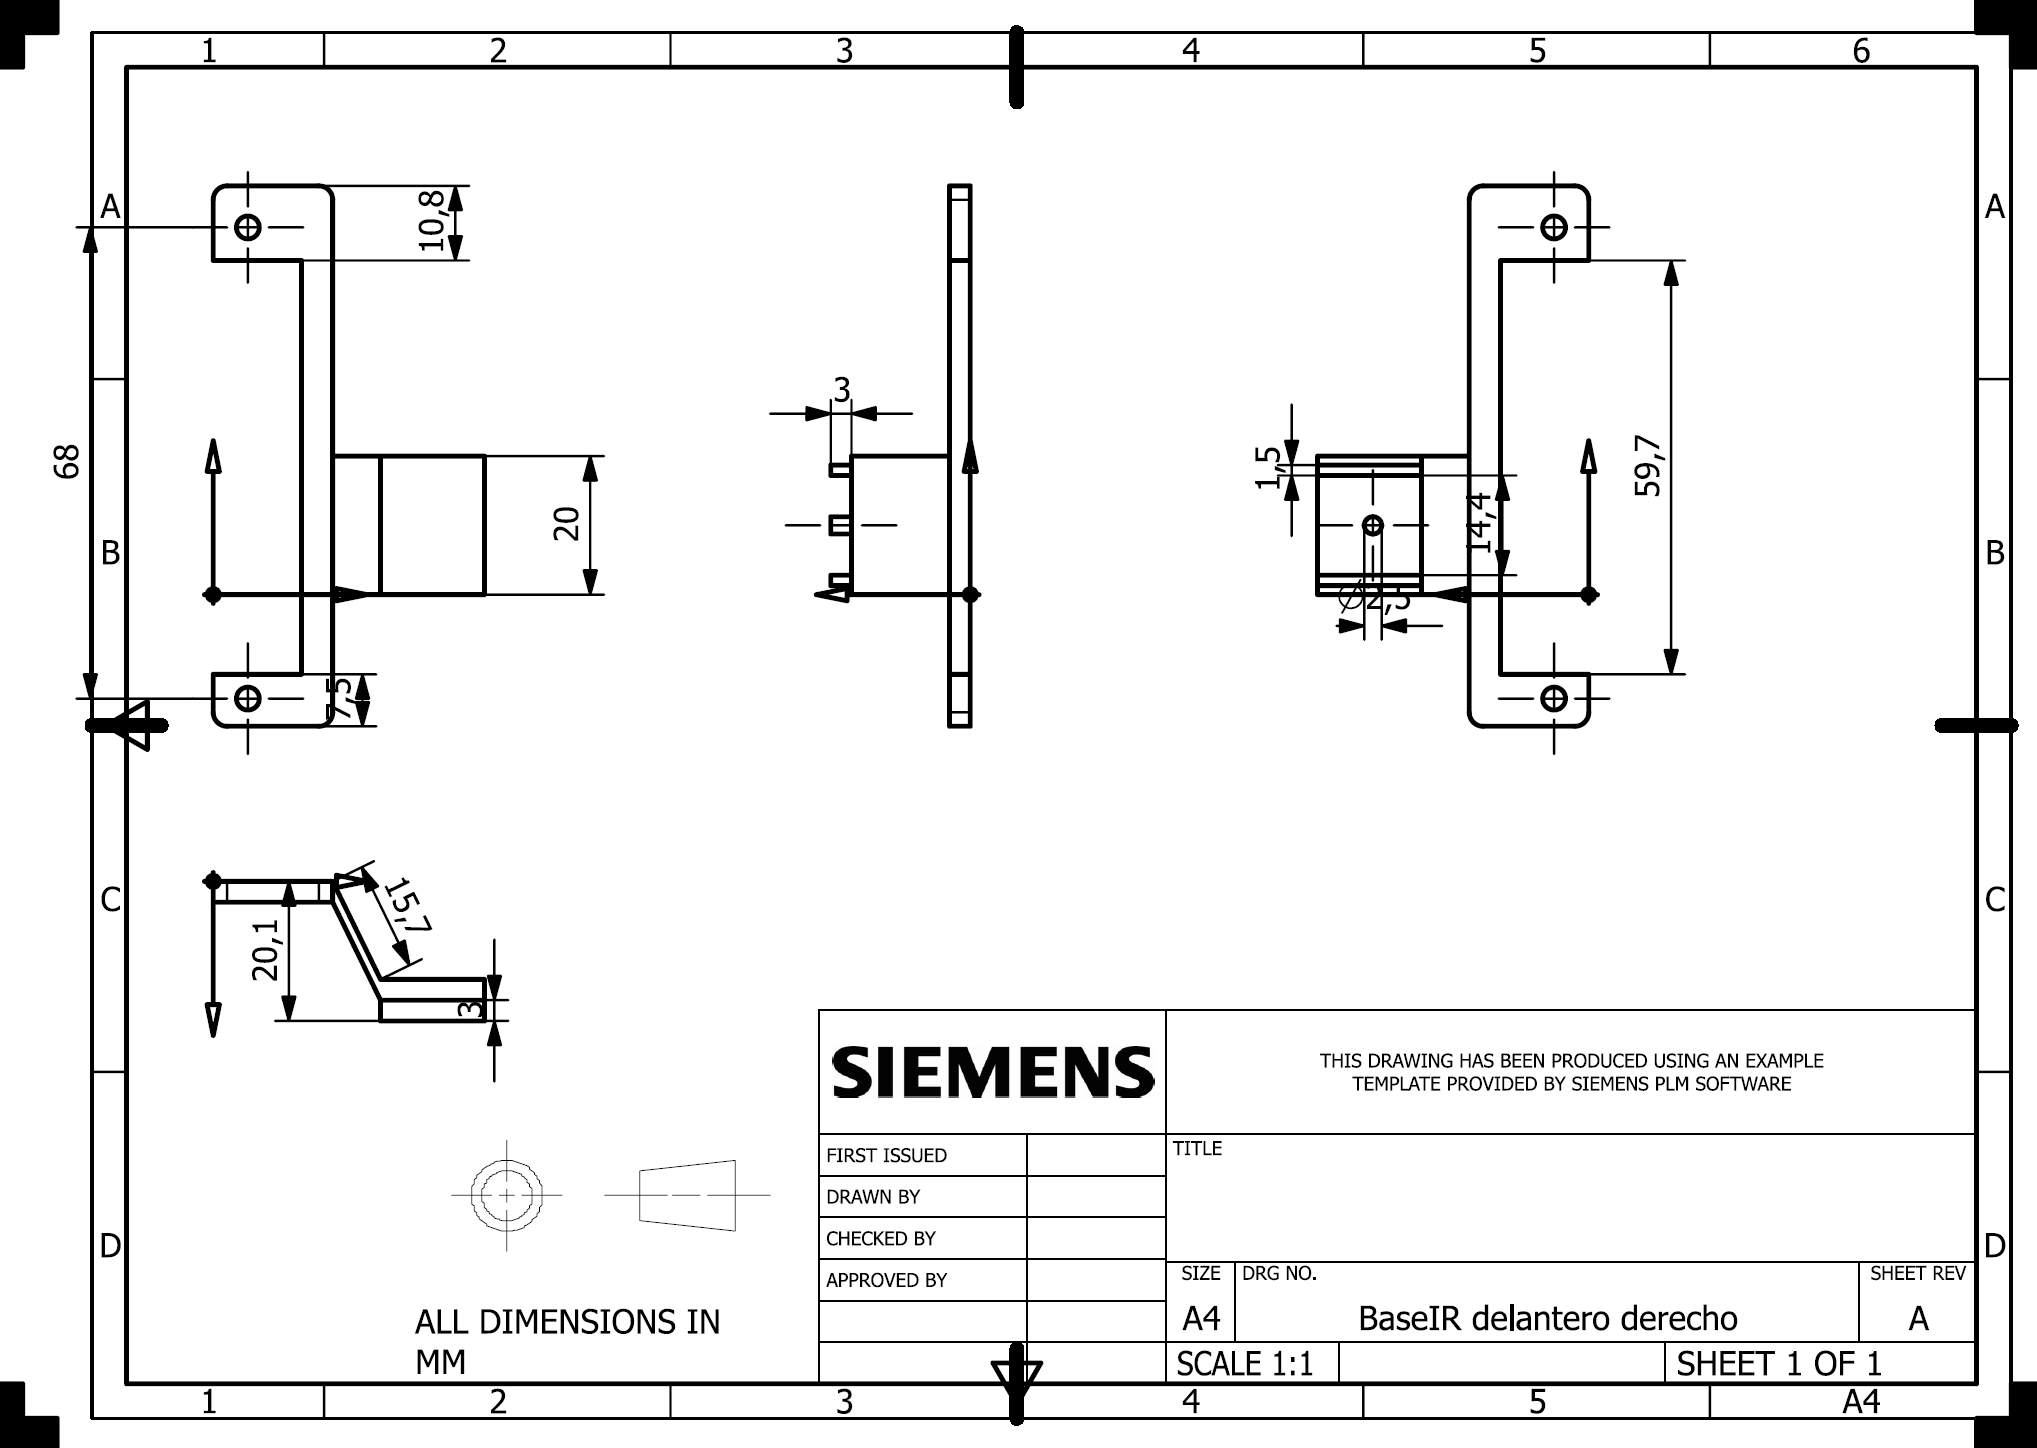 1 2 3 4 5 6
A A
10,8
68
3
1,5
59,7
14,4
20
B B
Ø2,5
7,5
C C
15,7
20,1
3
SIEMENS
THIS DRAWING HAS BEEN PRODUCED USING AN EXAMPLE
TEMPLATE PROVIDED BY SIEMENS PLM SOFTWARE
FIRST ISSUED
TITLE
DRAWN BY
CHECKED BY
D D
APPROVED BY
SIZE DRG NO. SHEET REV
A4 BaseIR delantero derecho A
ALL DIMENSIONS IN
MM
SCALE 1:1 SHEET 1 OF 1
1 2 3 4 5 A4